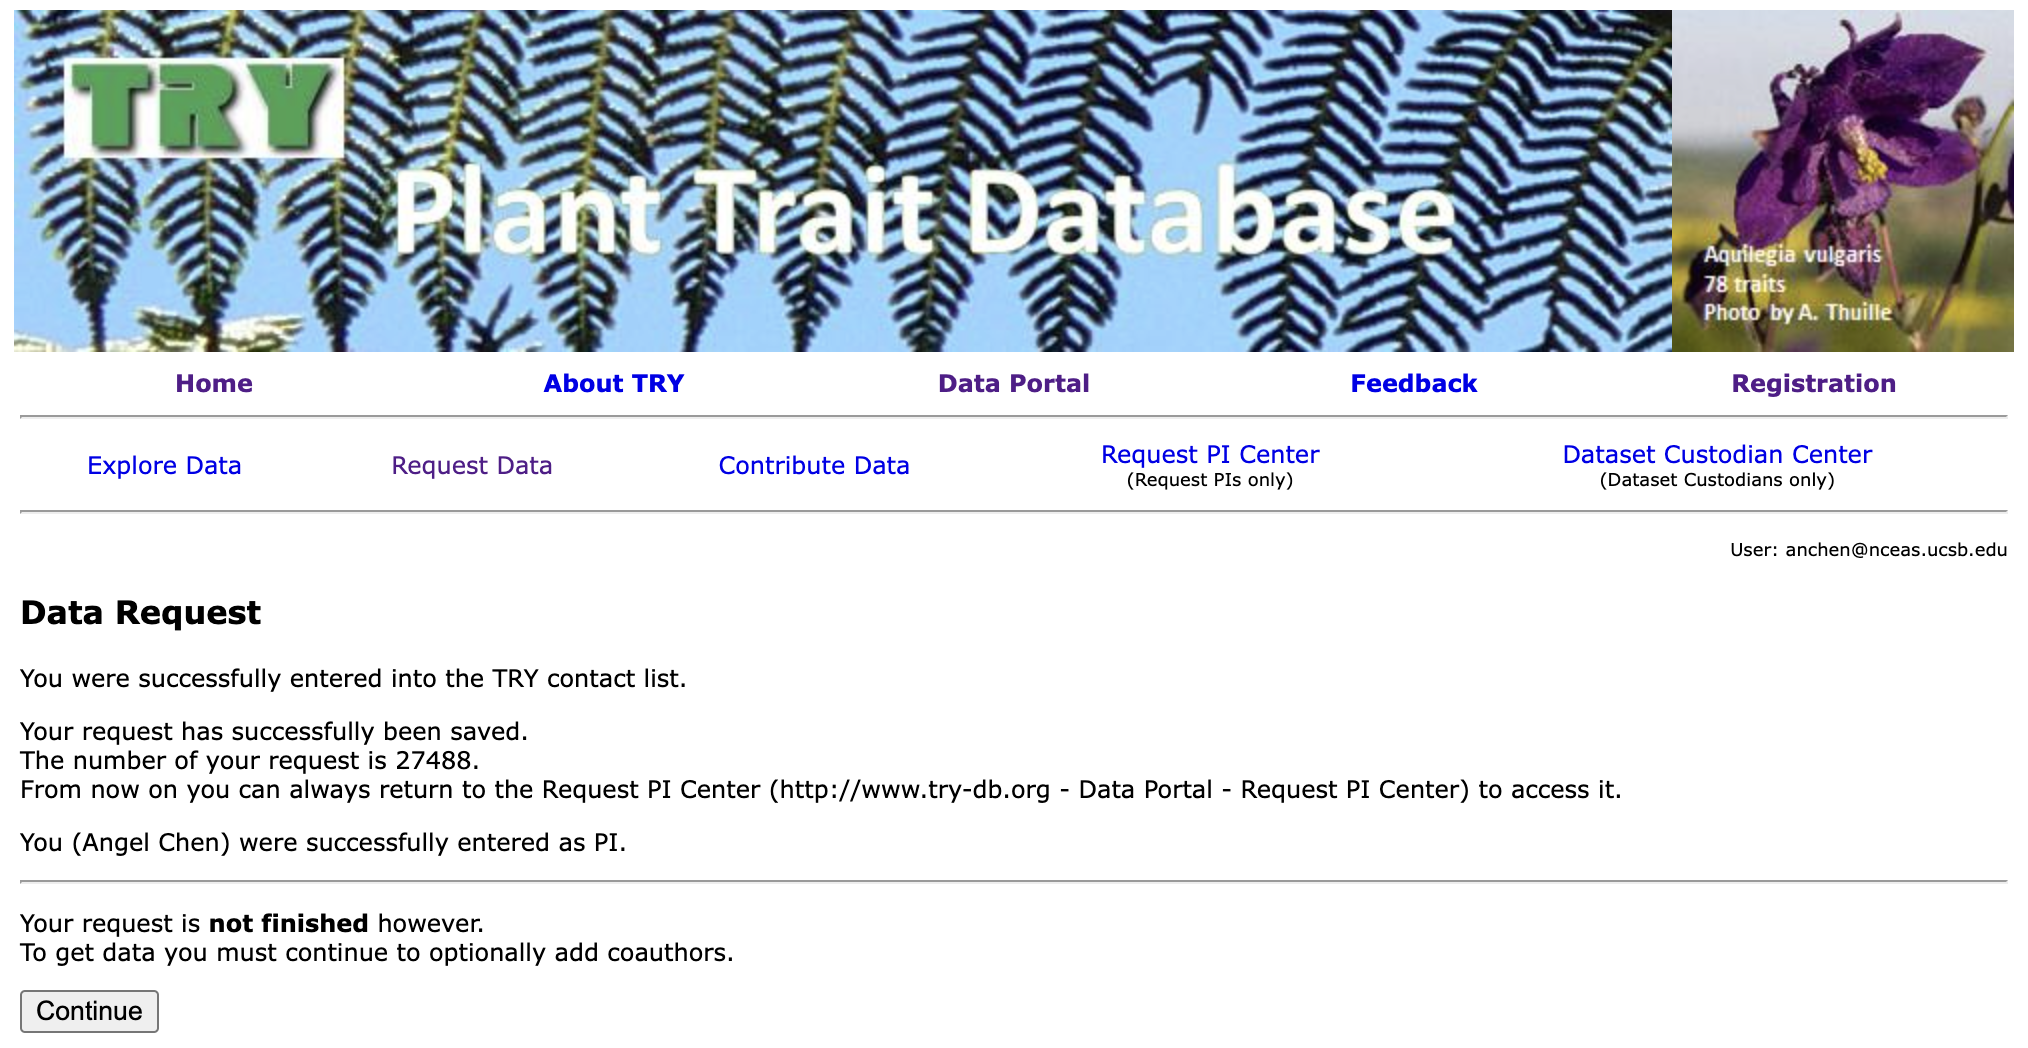 TRY
Plant Trait Database
Aquilegia vulgaris
78 traits
Photo by A. Thuille
Home About TRY Data Portal Feedback Registration
Explore Data Request Data Contribute Data Request PI Center Dataset Custodian Center
(Request PIs only) (Dataset Custodians only)
User: anchen@nceas.ucsb.edu
Data Request
You were successfully entered into the TRY contact list.
Your request has successfully been saved.
The number of your request is 27488.
From now on you can always return to the Request PI Center (http://www.try-db.org - Data Portal - Request PI Center) to access it.
You (Angel Chen) were successfully entered as PI.
Your request is not finished however.
To get data you must continue to optionally add coauthors.
Continue